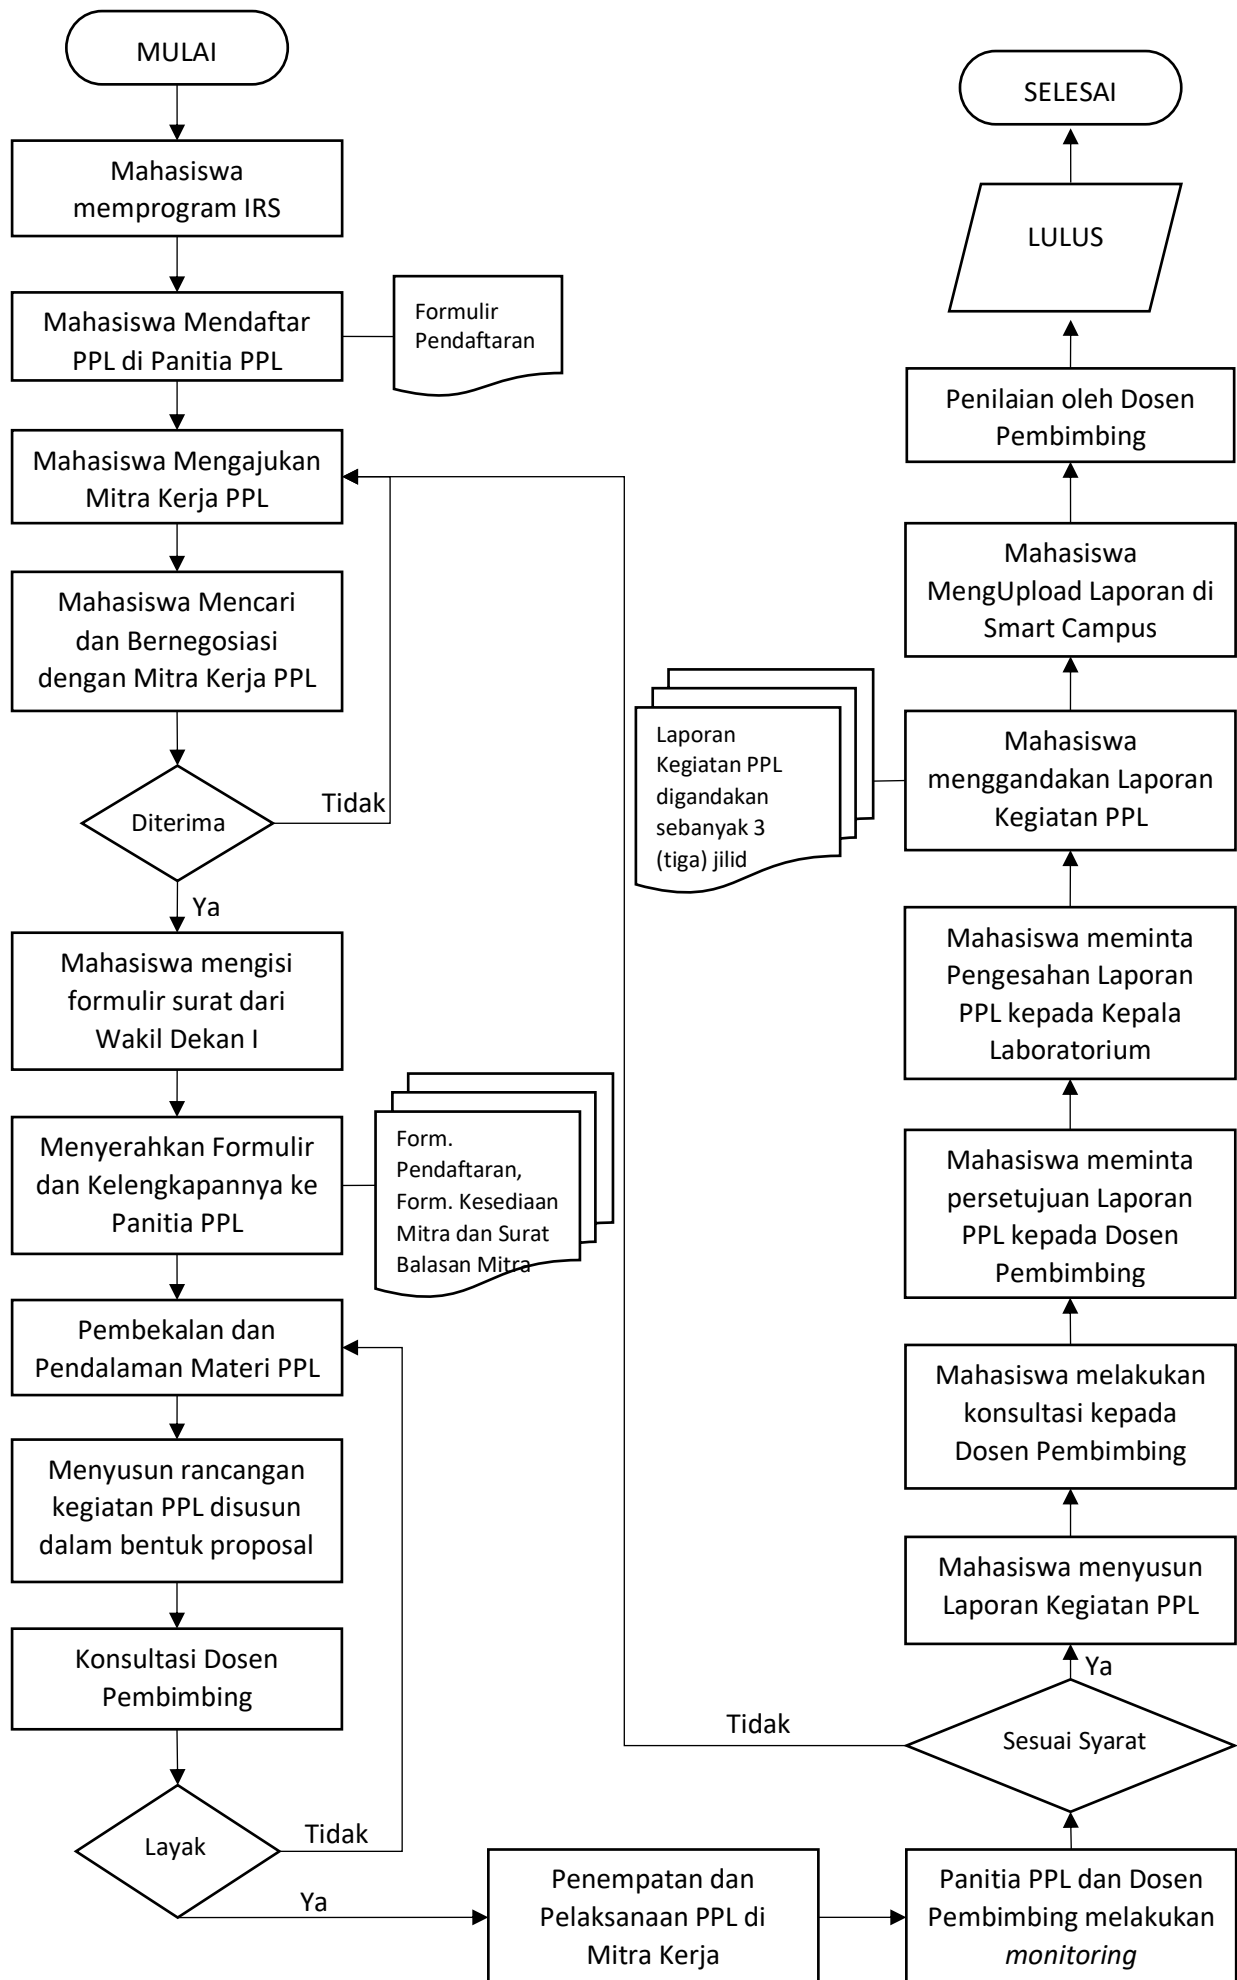 MULAI
Mahasiswa
memprogram IRS
Mahasiswa Mendaftar
PPL di Panitia PPL
Formulir
Pendaftaran
Mahasiswa Mengajukan
Mitra Kerja PPL
Mahasiswa Mencari
dan Bernegosiasi
dengan Mitra Kerja PPL
Diterima
Tidak
Ya
Mahasiswa mengisi
formulir surat dari
Wakil Dekan I
Menyerahkan Formulir
dan Kelengkapannya ke
Panitia PPL
Form.
Pendaftaran,
Form. Kesediaan
Mitra dan Surat
Balasan Mitra
Pembekalan dan
Pendalaman Materi PPL
Menyusun rancangan
kegiatan PPL disusun
dalam bentuk proposal
Konsultasi Dosen
Pembimbing
Layak
Tidak
Ya
Penempatan dan
Pelaksanaan PPL di
Mitra Kerja
Panitia PPL dan Dosen
Pembimbing melakukan
monitoring
Sesuai Syarat
Tidak
Ya
Mahasiswa menyusun
Laporan Kegiatan PPL
Mahasiswa melakukan
konsultasi kepada
Dosen Pembimbing
Mahasiswa meminta
persetujuan Laporan
PPL kepada Dosen
Pembimbing
Mahasiswa meminta
Pengesahan Laporan
PPL kepada Kepala
Laboratorium
Mahasiswa
menggandakan Laporan
Kegiatan PPL
Laporan
Kegiatan PPL
digandakan
sebanyak 3
(tiga) jilid
Mahasiswa
MengUpload Laporan di
Smart Campus
Penilaian oleh Dosen
Pembimbing
LULUS
SELESAI